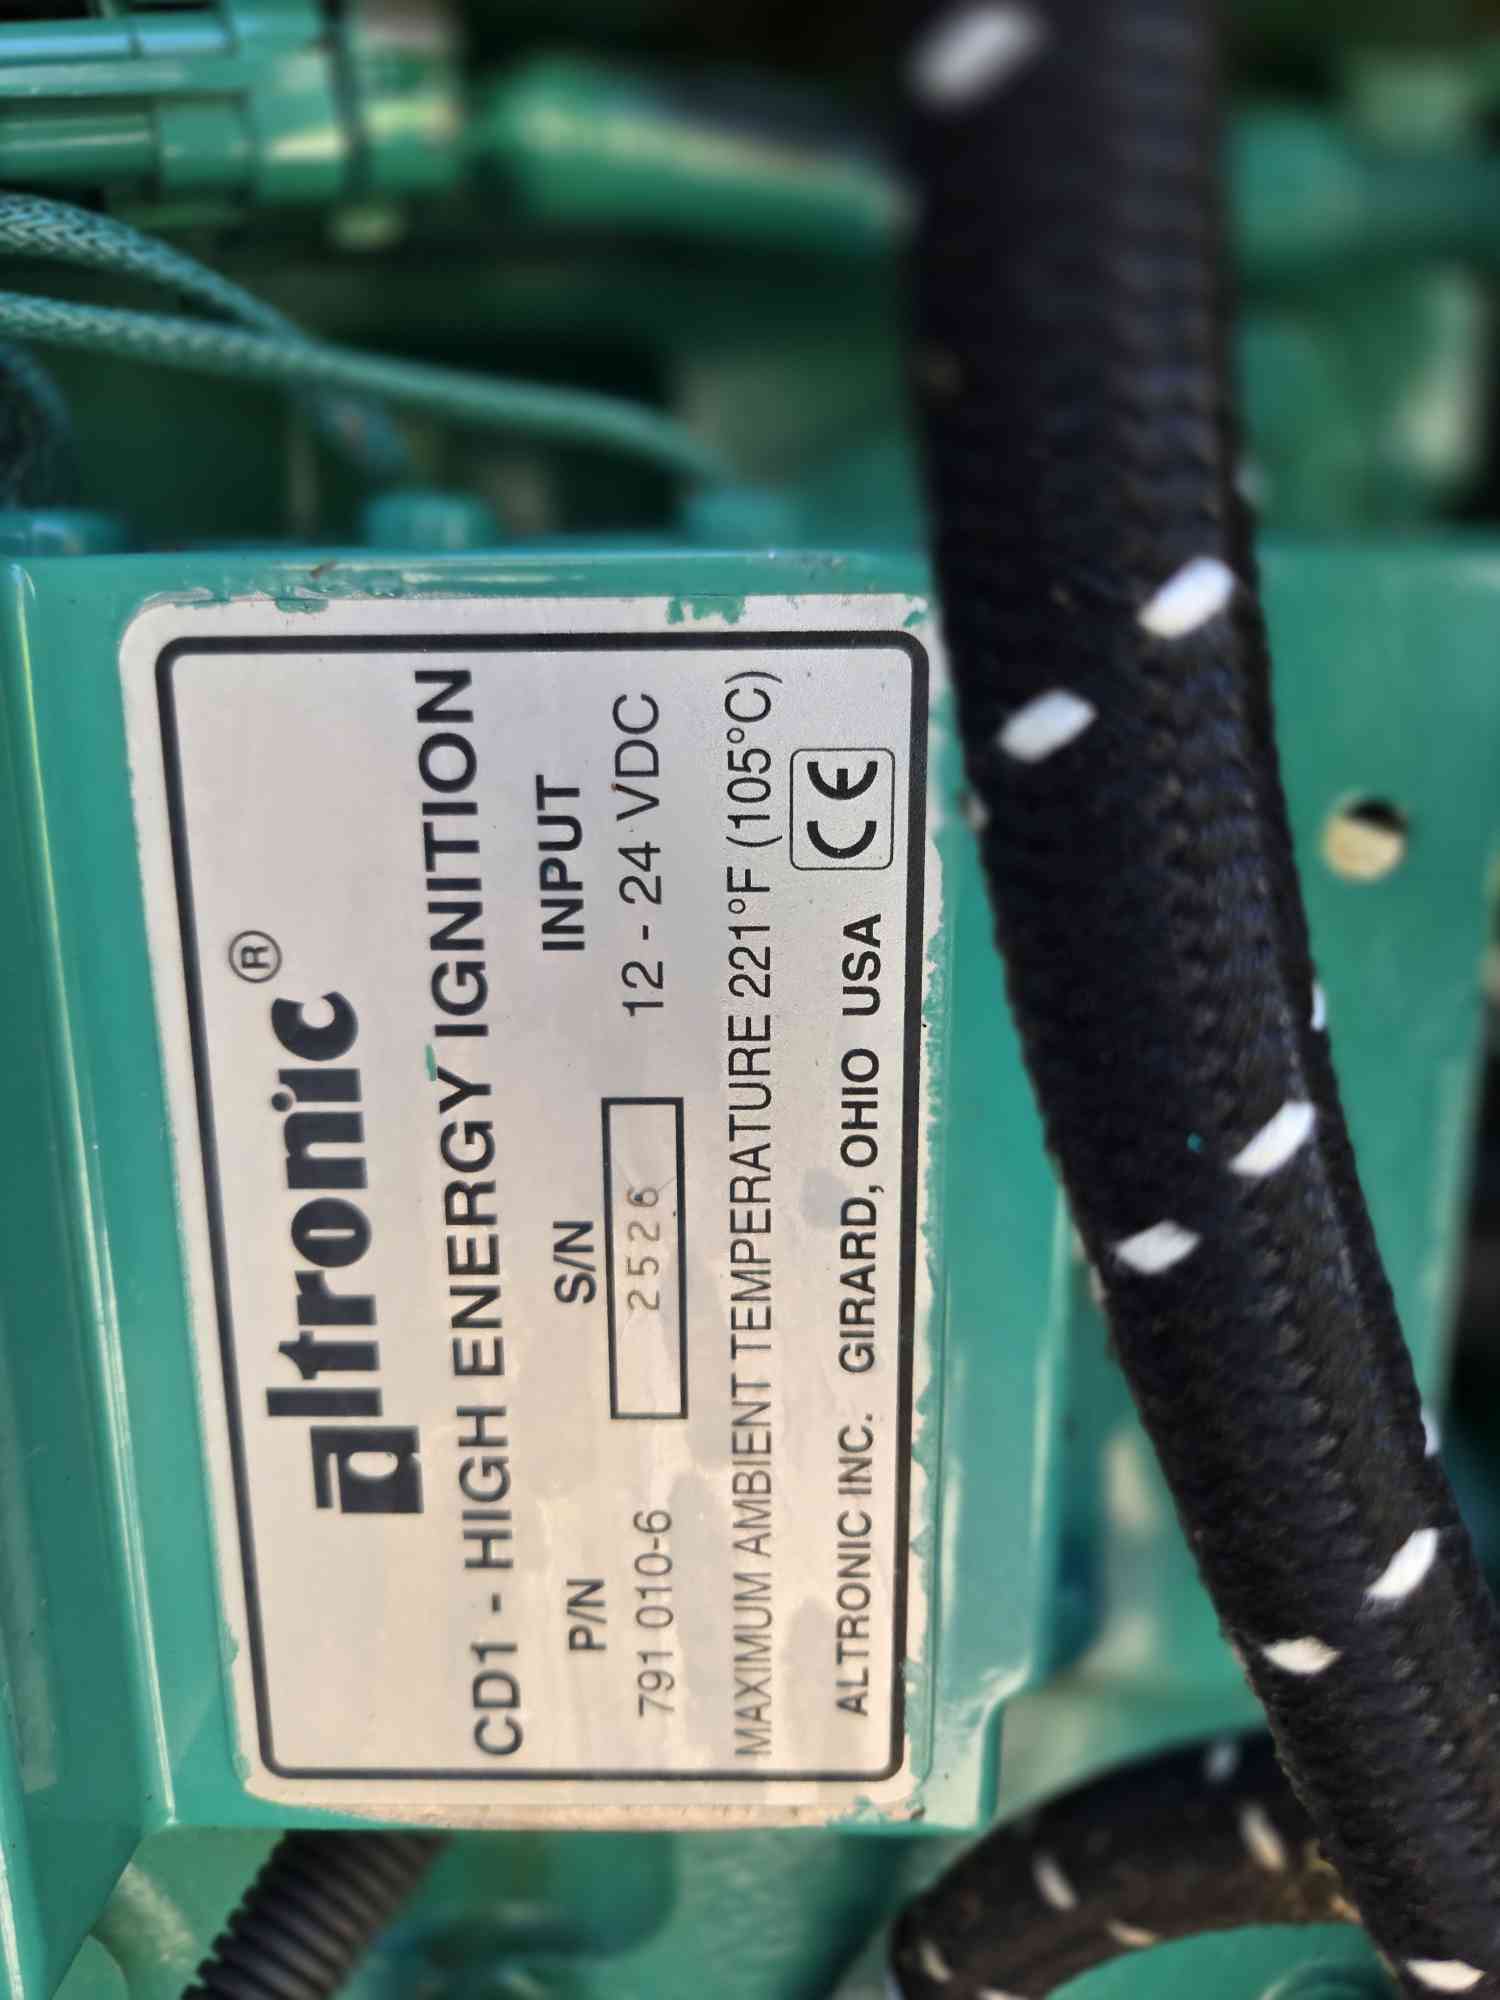 altronic®
CD1 - HIGH ENERGY IGNITION
P/N S/N INPUT
791 010-6 2526 12 - 24 VDC
MAXIMUM AMBIENT TEMPERATURE 221°F (105°C)
ALTRONIC INC. GIRARD, OHIO USA CE